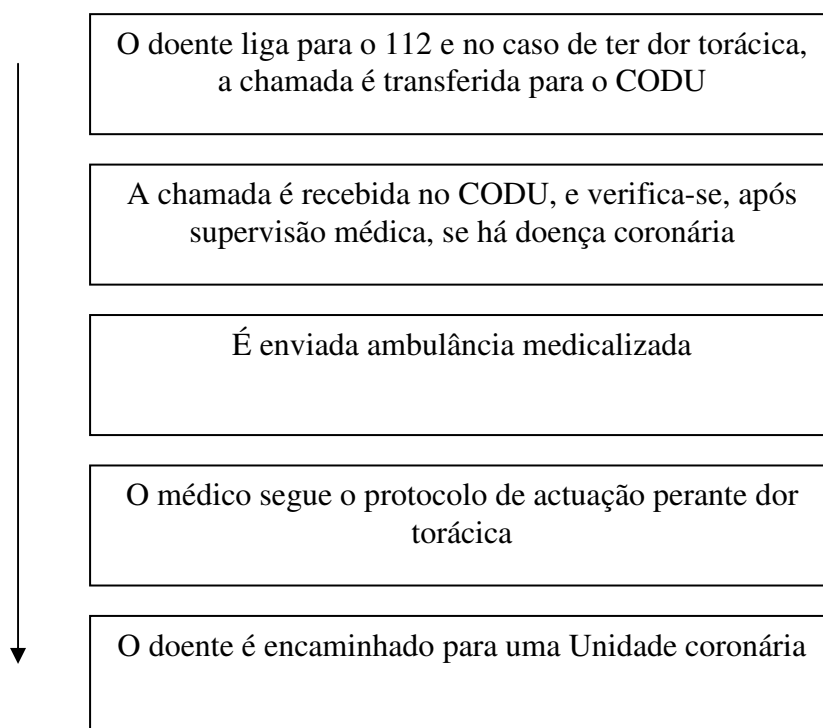 O doente liga para o 112 e no caso de ter dor torácica,
a chamada é transferida para o CODU
A chamada é recebida no CODU, e verifica-se, após
supervisão médica, se há doença coronária
É enviada ambulância medicalizada
O médico segue o protocolo de actuação perante dor
torácica
O doente é encaminhado para uma Unidade coronária